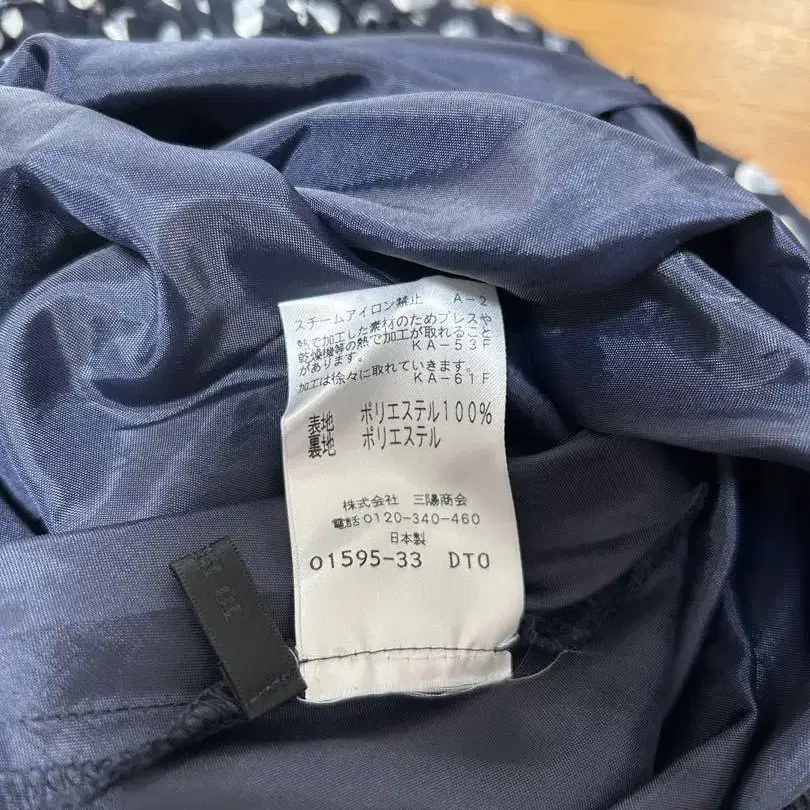 スチームアイロン禁止 A-2
熱で加工した素材のためプレスや
乾燥機等の熱で加工が取れること
があります。 KA-53F
加工は徐々に取れていきます。
KA-61F
表地 ポリエステル100%
裏地 ポリエステル
株式会社 三陽商会
電話0120-340-460
日本製
01595-33 DTO